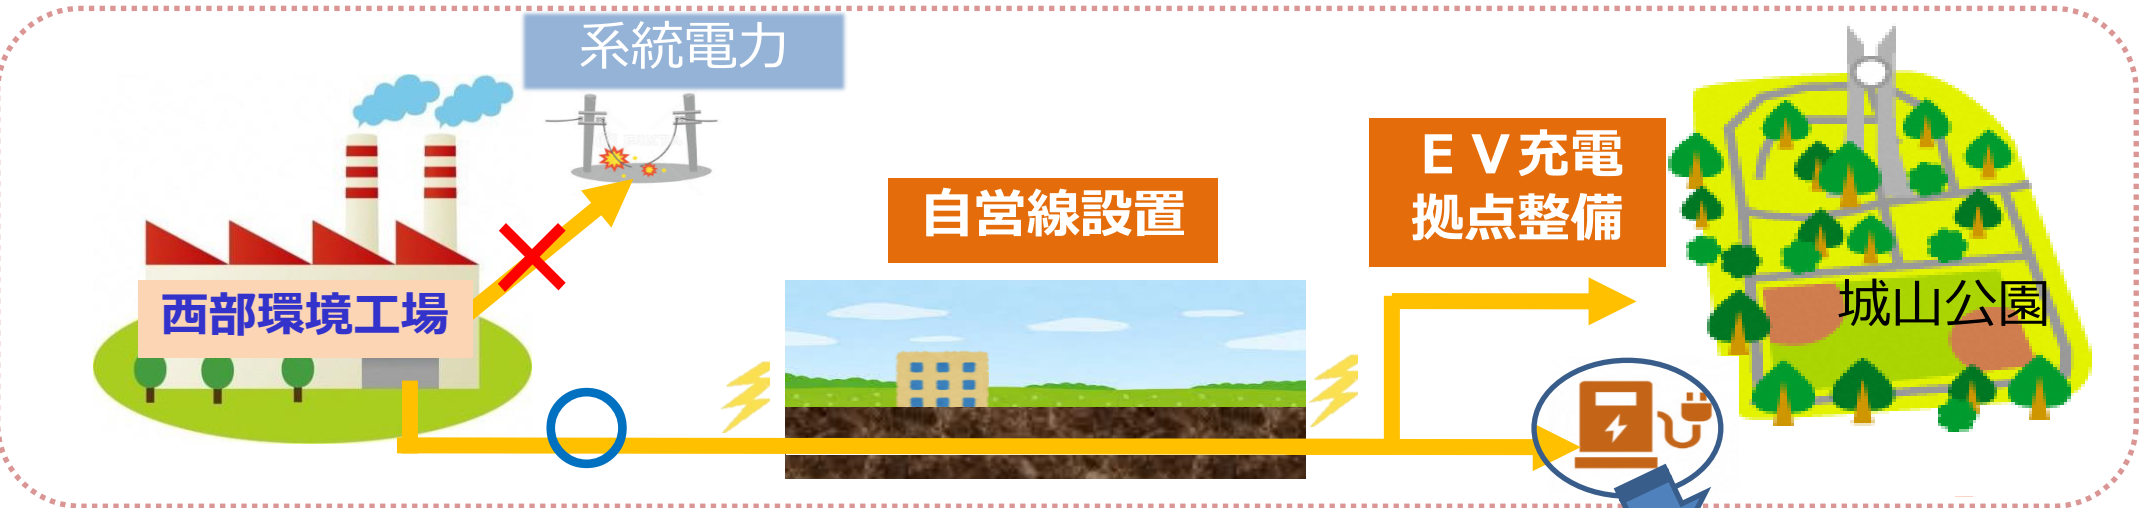 系統電力
ＥＶ充電
拠点整備
自営線設置
西部環境工場
城山公園